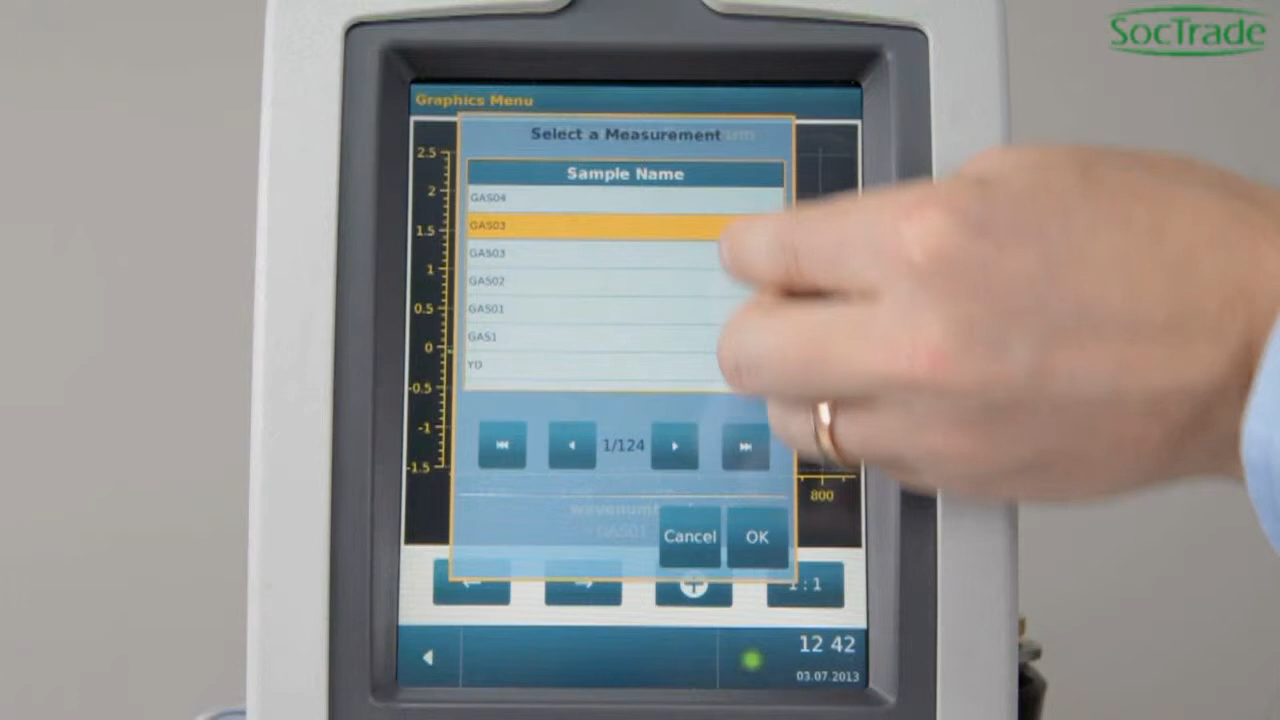 SocTrade
Graphics Menu
Select a Measurement
Sample Name
GAS04
GAS03
GAS03
GAS02
GAS01
GAS1
YO
2.5
2
1.5
1
0.5
0
-0.5
-1
-1.5
800
1/124
GAS01
Cancel
OK
1:1
12 42
03.07.2013